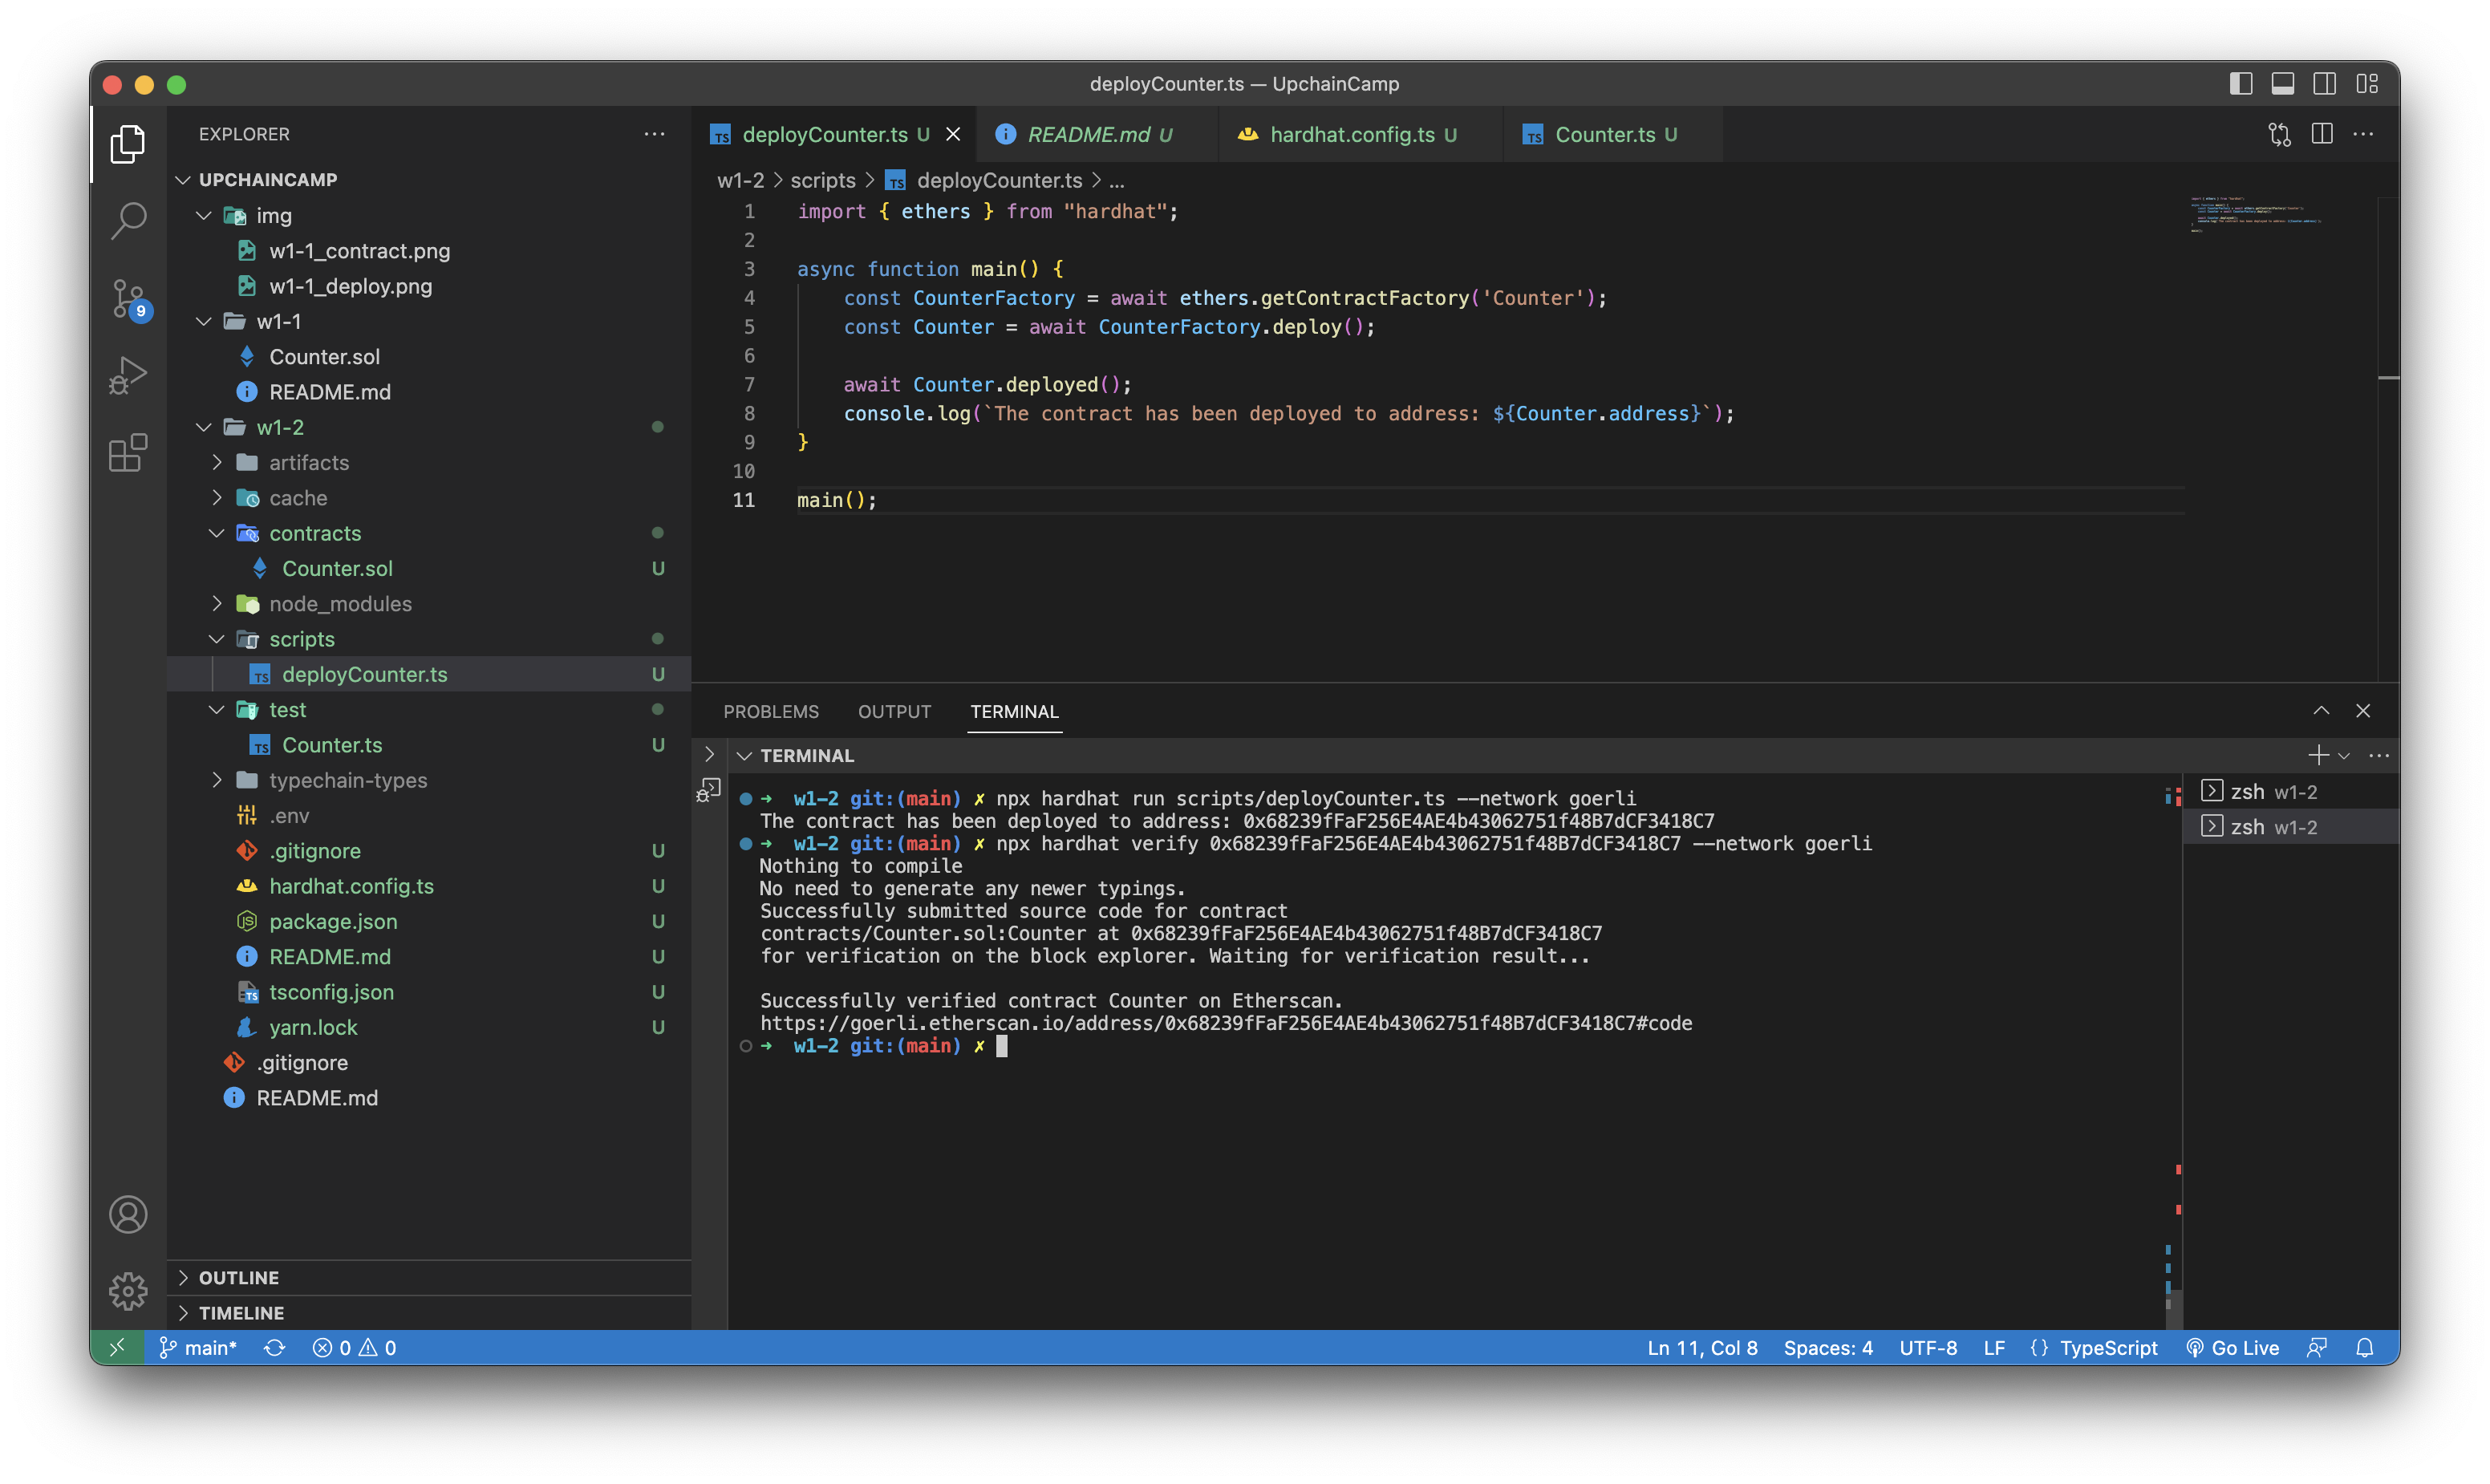 deployCounter.ts — UpchainCamp
EXPLORER
UPCHAINCAMP
img
w1-1_contract.png
w1-1_deploy.png
w1-1
Counter.sol
README.md
w1-2
artifacts
cache
contracts
Counter.sol U
node_modules
scripts
deployCounter.ts U
test
Counter.ts U
typechain-types
.env
.gitignore U
hardhat.config.ts U
package.json U
README.md U
tsconfig.json U
yarn.lock U
.gitignore
README.md
OUTLINE
TIMELINE
9
deployCounter.ts U README.md U hardhat.config.ts U Counter.ts U
w1-2 > scripts > deployCounter.ts > ...
1 import { ethers } from "hardhat";
2
3 async function main() {
4 const CounterFactory = await ethers.getContractFactory('Counter');
5 const Counter = await CounterFactory.deploy();
6
7 await Counter.deployed();
8 console.log(`The contract has been deployed to address: ${Counter.address}`);
9 }
10
11 main();
PROBLEMS OUTPUT TERMINAL
TERMINAL
➜ w1-2 git:(main) ✗ npx hardhat run scripts/deployCounter.ts --network goerli
The contract has been deployed to address: 0x68239fFaF256E4AE4b43062751f48B7dCF3418C7
➜ w1-2 git:(main) ✗ npx hardhat verify 0x68239fFaF256E4AE4b43062751f48B7dCF3418C7 --network goerli
Nothing to compile
No need to generate any newer typings.
Successfully submitted source code for contract
contracts/Counter.sol:Counter at 0x68239fFaF256E4AE4b43062751f48B7dCF3418C7
for verification on the block explorer. Waiting for verification result...
Successfully verified contract Counter on Etherscan.
https://goerli.etherscan.io/address/0x68239fFaF256E4AE4b43062751f48B7dCF3418C7#code
➜ w1-2 git:(main) ✗
zsh w1-2
zsh w1-2
main* 0 0 Ln 11, Col 8 Spaces: 4 UTF-8 LF {} TypeScript Go Live